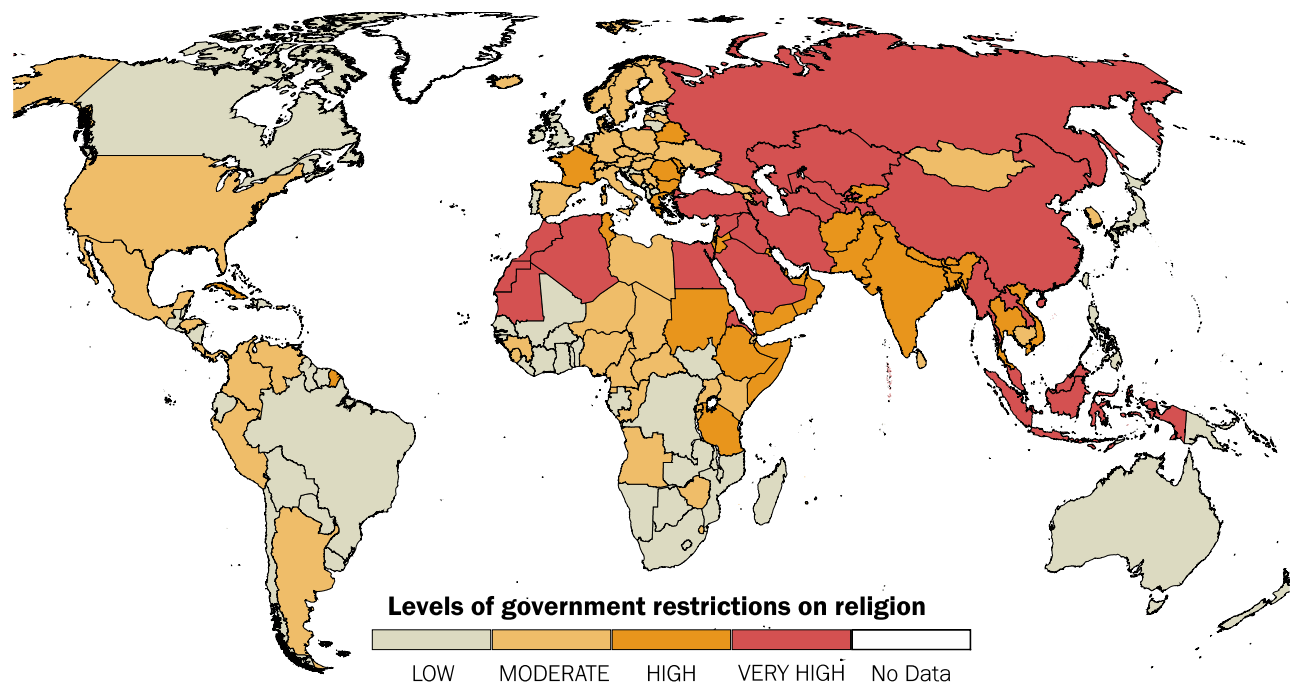 Levels of government restrictions on religion
LOW MODERATE HIGH VERY HIGH No Data